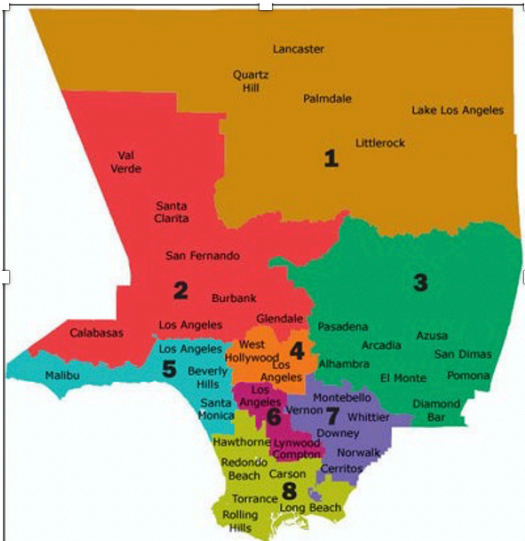 Lancaster
Quartz
Hill
Palmdale
Lake Los Angeles
Littlerock
1
Val
Verde
Santa
Clarita
San Fernando
2
Burbank
3
Glendale
Los Angeles
Calabasas
Pasadena
Azusa
Arcadia
San Dimas
Alhambra
El Monte
Pomona
Diamond
Bar
West
Hollywood
4
Los
Angeles
Los Angeles
5
Beverly
Hills
Malibu
Santa
Monica
Los
Angeles
6
Vernon
Montebello
7
Whittier
Downey
Lynwood
Compton
Norwalk
Cerritos
Hawthorne
Redondo
Beach
Carson
8
Torrance
Long Beach
Rolling
Hills